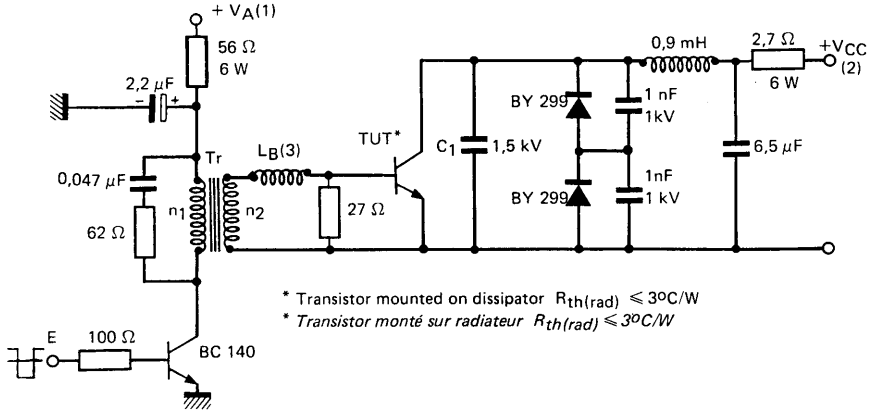 + VA(1)
56 Ω
6 W
2,2 µF
- +
0,047 µF
62 Ω
Tr
n1
n2
LB(3)
27 Ω
TUT*
C1
1,5 kV
BY 299
BY 299
1 nF
1kV
1nF
1 kV
0,9 mH
2,7 Ω
6 W
+VCC
(2)
6,5 µF
E
100 Ω
BC 140
* Transistor mounted on dissipator Rth(rad) ⩽ 3ºC/W
* Transistor monté sur radiateur Rth(rad) ⩽ 3ºC/W